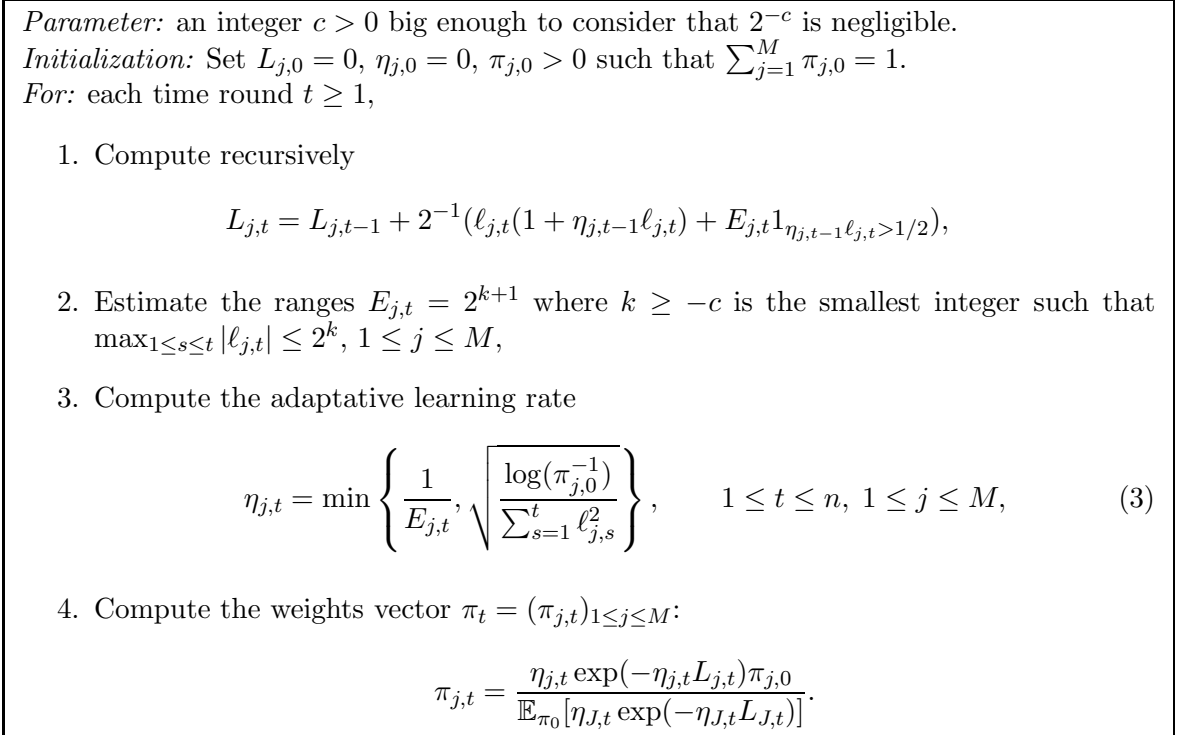 Parameter: an integer c > 0 big enough to consider that 2^{-c} is negligible.
Initialization: Set L_{j,0} = 0, η_{j,0} = 0, π_{j,0} > 0 such that ∑_{j=1}^{M} π_{j,0} = 1.
For: each time round t ≥ 1,
1. Compute recursively
L_{j,t} = L_{j,t−1} + 2^{−1}(ℓ_{j,t}(1 + η_{j,t−1}ℓ_{j,t}) + E_{j,t}1_{η_{j,t−1}ℓ_{j,t}>1/2}),
2. Estimate the ranges E_{j,t} = 2^{k+1} where k ≥ −c is the smallest integer such that
max_{1≤s≤t} |ℓ_{j,t}| ≤ 2^k, 1 ≤ j ≤ M,
3. Compute the adaptative learning rate
η_{j,t} = min { \frac{1}{E_{j,t}}, \sqrt{\frac{log(π_{j,0}^{−1})}{∑_{s=1}^{t} ℓ_{j,s}^2}} }, 1 ≤ t ≤ n, 1 ≤ j ≤ M, (3)
4. Compute the weights vector π_t = (π_{j,t})_{1≤j≤M}:
π_{j,t} = \frac{η_{j,t} exp(−η_{j,t}L_{j,t})π_{j,0}}{𝔼_{π_0}[η_{J,t} exp(−η_{J,t}L_{J,t})]}.